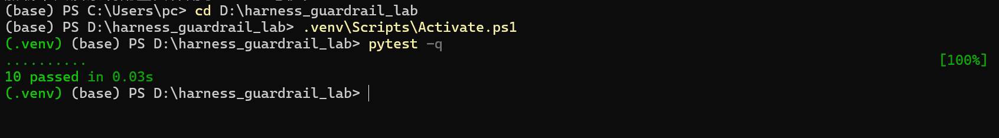 (base) PS C:\Users\pc> cd D:\harness_guardrail_lab
(base) PS D:\harness_guardrail_lab> .venv\Scripts\Activate.ps1
(.venv) (base) PS D:\harness_guardrail_lab> pytest -q
.......... [100%]
10 passed in 0.03s
(.venv) (base) PS D:\harness_guardrail_lab>